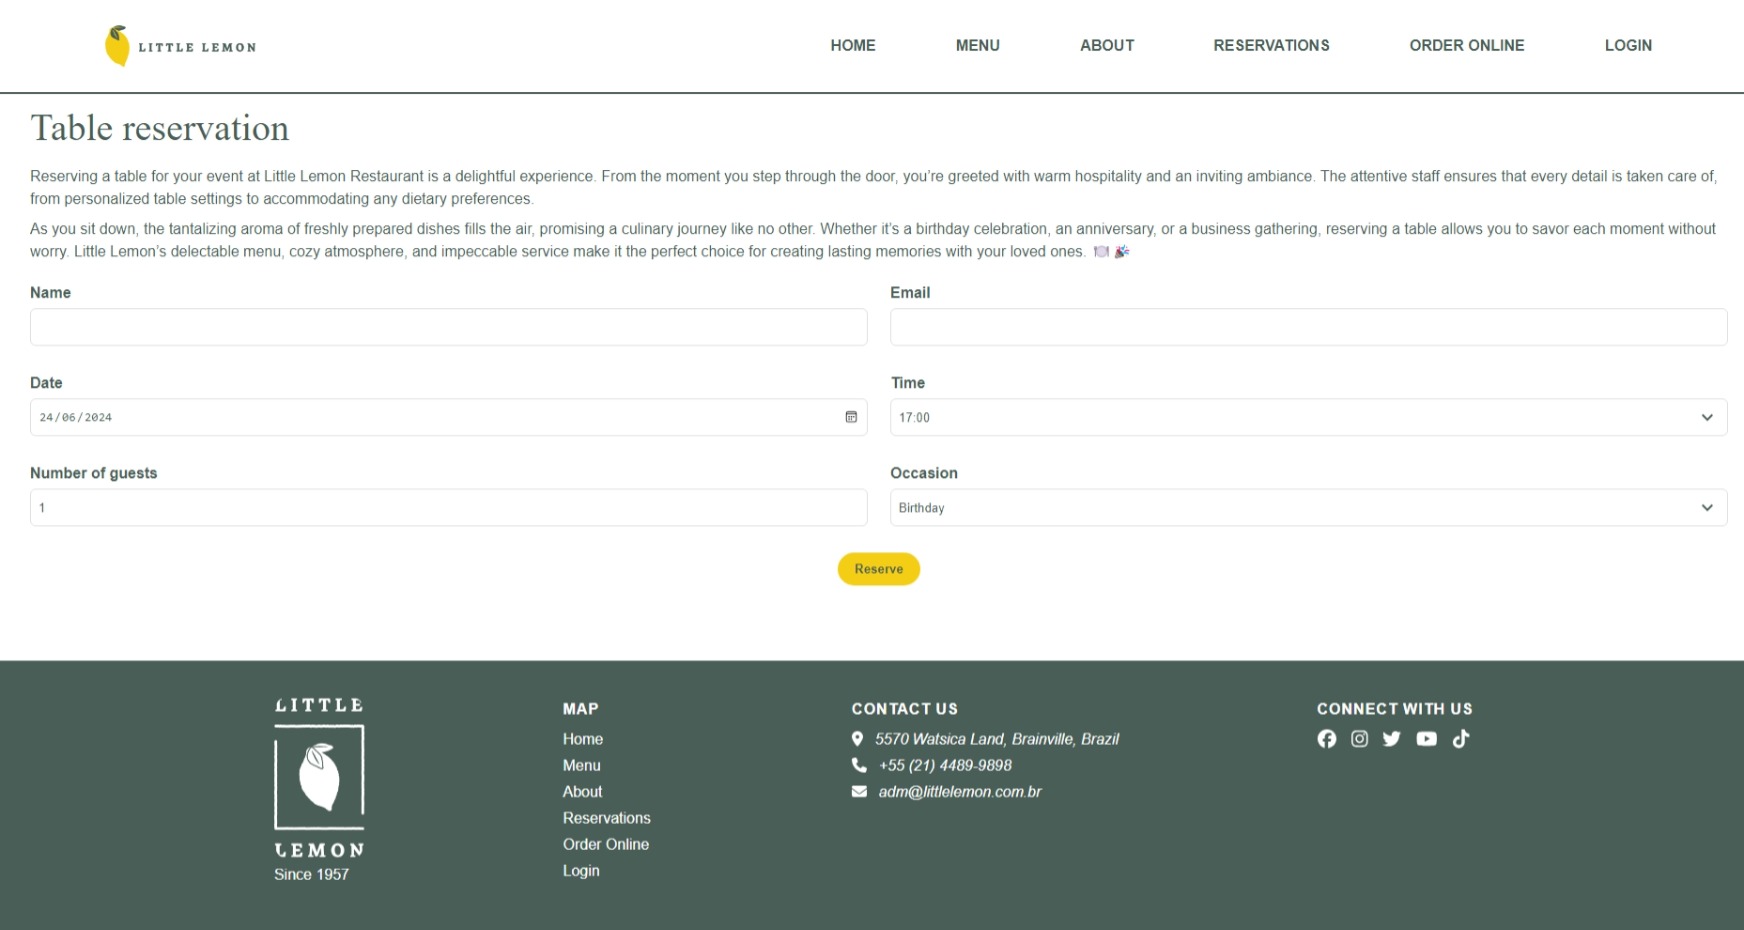 LITTLE LEMON
HOME MENU ABOUT RESERVATIONS ORDER ONLINE LOGIN
Table reservation
Reserving a table for your event at Little Lemon Restaurant is a delightful experience. From the moment you step through the door, you’re greeted with warm hospitality and an inviting ambiance. The attentive staff ensures that every detail is taken care of,
from personalized table settings to accommodating any dietary preferences.
As you sit down, the tantalizing aroma of freshly prepared dishes fills the air, promising a culinary journey like no other. Whether it’s a birthday celebration, an anniversary, or a business gathering, reserving a table allows you to savor each moment without
worry. Little Lemon’s delectable menu, cozy atmosphere, and impeccable service make it the perfect choice for creating lasting memories with your loved ones. 🍽️ 🎉
Name
Email
Date
24/06/2024
Time
17:00
Number of guests
1
Occasion
Birthday
Reserve
LITTLE
LEMON
Since 1957
MAP
Home
Menu
About
Reservations
Order Online
Login
CONTACT US
5570 Watsica Land, Brainville, Brazil
+55 (21) 4489-9898
adm@littlelemon.com.br
CONNECT WITH US